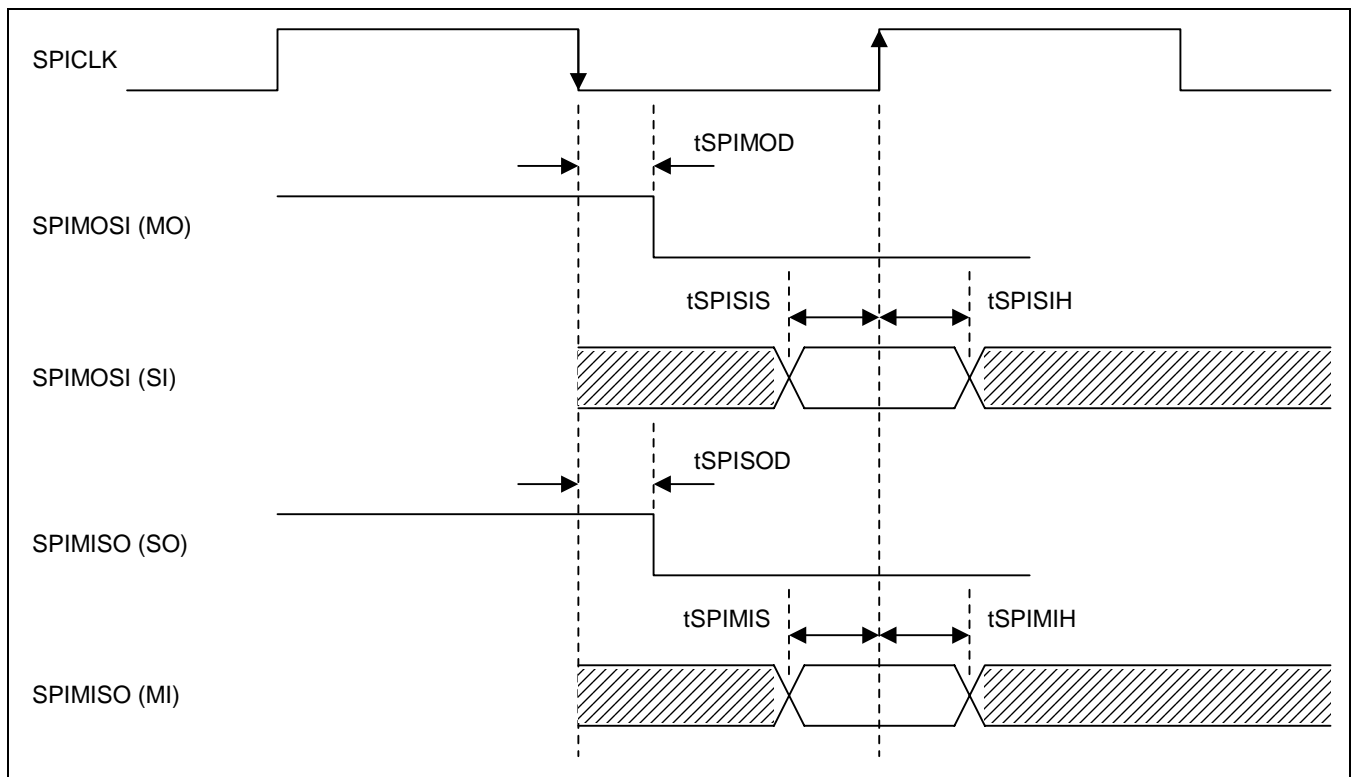 SPICLK
tSPIMOD
SPIMOSI (MO)
tSPISIS
tSPISIH
SPIMOSI (SI)
tSPISOD
SPIMISO (SO)
tSPIMIS
tSPIMIH
SPIMISO (MI)